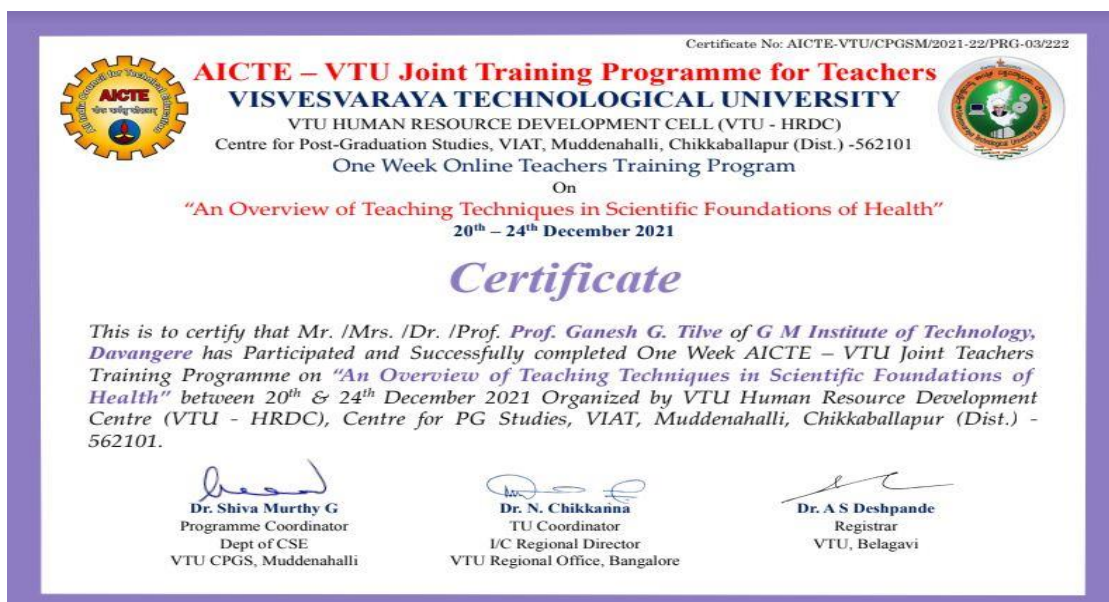 Certificate No: AICTE-VTU/CPGSM/2021-22/PRG-03/222
AICTE – VTU Joint Training Programme for Teachers
VISVESVARAYA TECHNOLOGICAL UNIVERSITY
VTU HUMAN RESOURCE DEVELOPMENT CELL (VTU - HRDC)
Centre for Post-Graduation Studies, VIAT, Muddenahalli, Chikkaballapur (Dist.) -562101
One Week Online Teachers Training Program
On
“An Overview of Teaching Techniques in Scientific Foundations of Health”
20th – 24th December 2021
Certificate
This is to certify that Mr. /Mrs. /Dr. /Prof. Prof. Ganesh G. Tilve of G M Institute of Technology,
Davangere has Participated and Successfully completed One Week AICTE – VTU Joint Teachers
Training Programme on “An Overview of Teaching Techniques in Scientific Foundations of
Health” between 20th & 24th December 2021 Organized by VTU Human Resource Development
Centre (VTU - HRDC), Centre for PG Studies, VIAT, Muddenahalli, Chikkaballapur (Dist.) -
562101.
Dr. Shiva Murthy G
Programme Coordinator
Dept of CSE
VTU CPGS, Muddenahalli
Dr. N. Chikkanna
TU Coordinator
I/C Regional Director
VTU Regional Office, Bangalore
Dr. A S Deshpande
Registrar
VTU, Belagavi
All India Council for Technical Education
AICTE